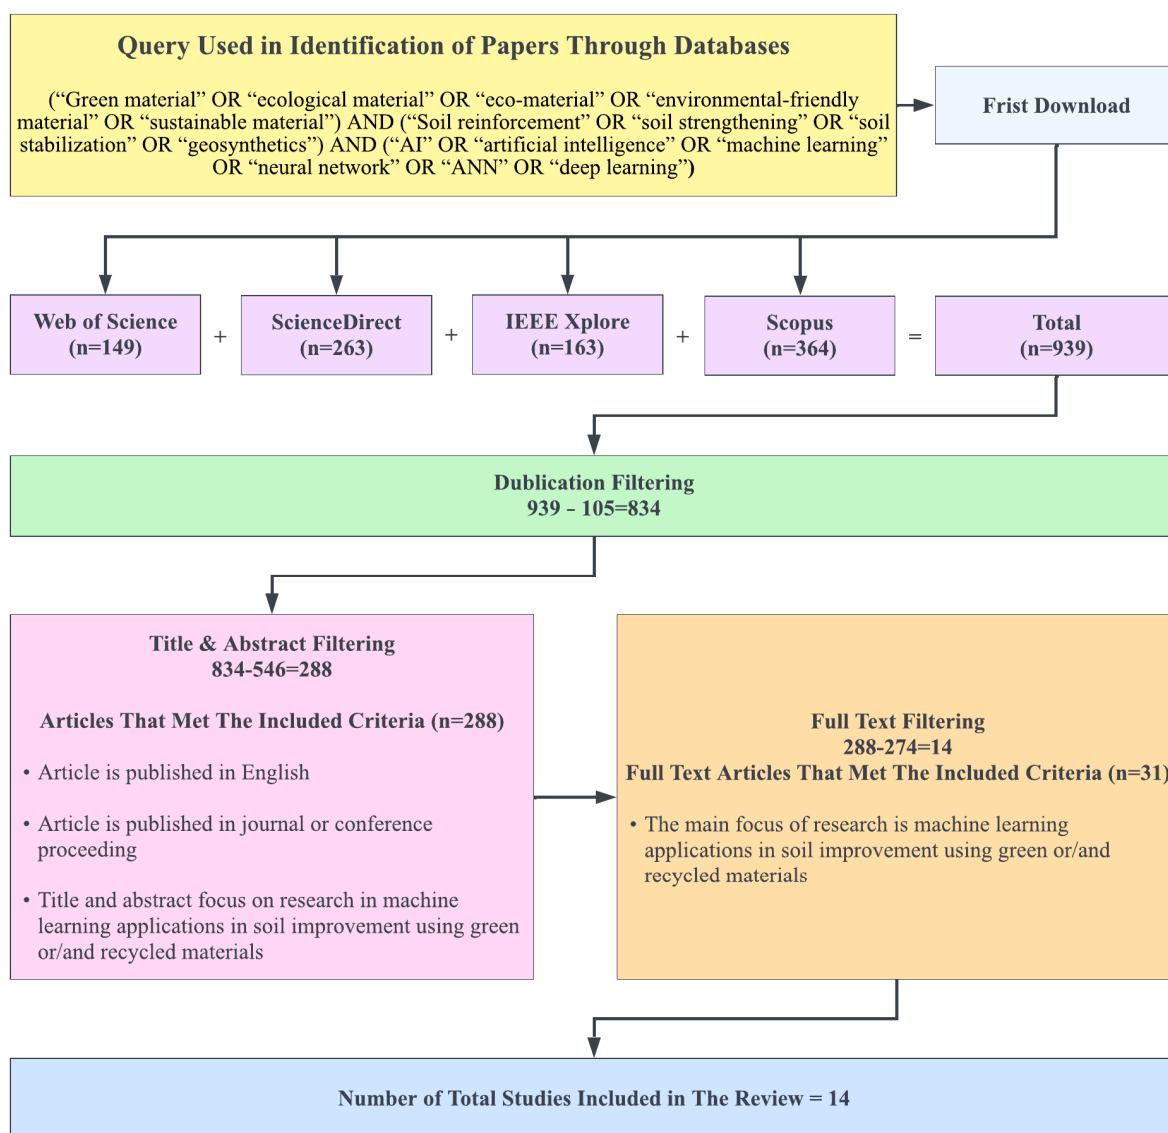 Query Used in Identification of Papers Through Databases
(“Green material” OR “ecological material” OR “eco-material” OR “environmental-friendly
material” OR “sustainable material”) AND (“Soil reinforcement” OR “soil strengthening” OR “soil
stabilization” OR “geosynthetics”) AND (“AI” OR “artificial intelligence” OR “machine learning”
OR “neural network” OR “ANN” OR “deep learning”)
Frist Download
Web of Science
(n=149)
+
ScienceDirect
(n=263)
+
IEEE Xplore
(n=163)
+
Scopus
(n=364)
=
Total
(n=939)
Dublication Filtering
939 - 105=834
Title & Abstract Filtering
834-546=288
Articles That Met The Included Criteria (n=288)
• Article is published in English
• Article is published in journal or conference
proceeding
• Title and abstract focus on research in machine
learning applications in soil improvement using green
or/and recycled materials
Full Text Filtering
288-274=14
Full Text Articles That Met The Included Criteria (n=31)
• The main focus of research is machine learning
applications in soil improvement using green or/and
recycled materials
Number of Total Studies Included in The Review = 14